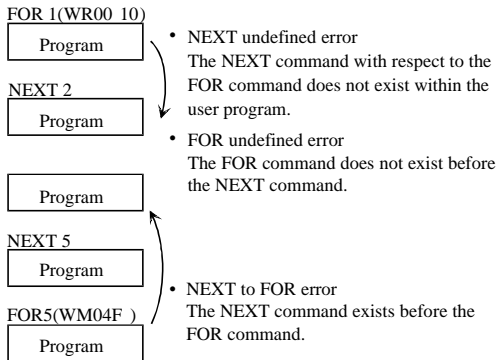 FOR 1(WR00 10)
Program
NEXT 2
Program
Program
NEXT 5
Program
FOR5(WM04F )
Program
• NEXT undefined error
The NEXT command with respect to the
FOR command does not exist within the
user program.
• FOR undefined error
The FOR command does not exist before
the NEXT command.
• NEXT to FOR error
The NEXT command exists before the
FOR command.